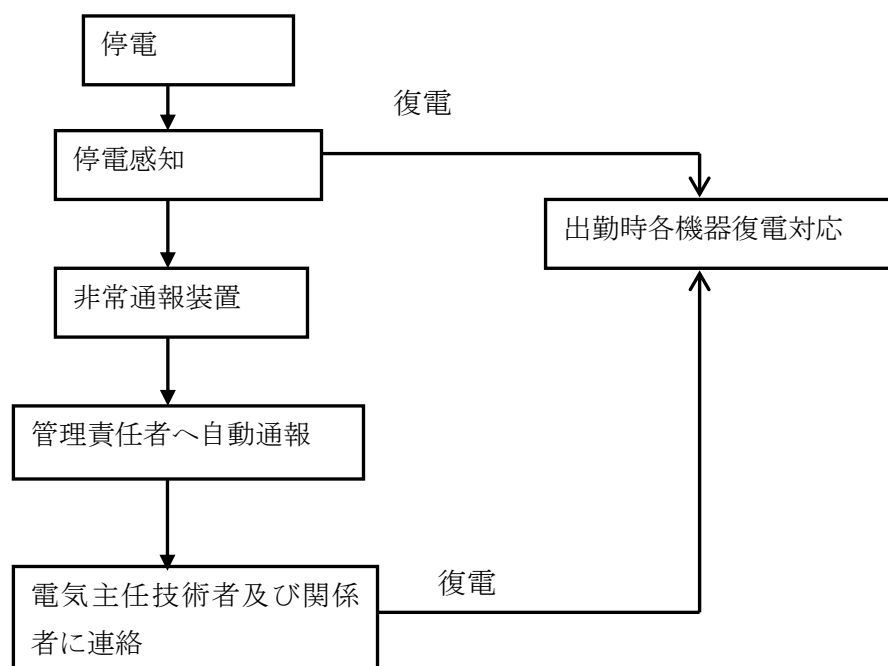 停電
復電
停電感知
出勤時各機器復電対応
非常通報装置
管理責任者へ自動通報
電気主任技術者及び関係
者に連絡
復電